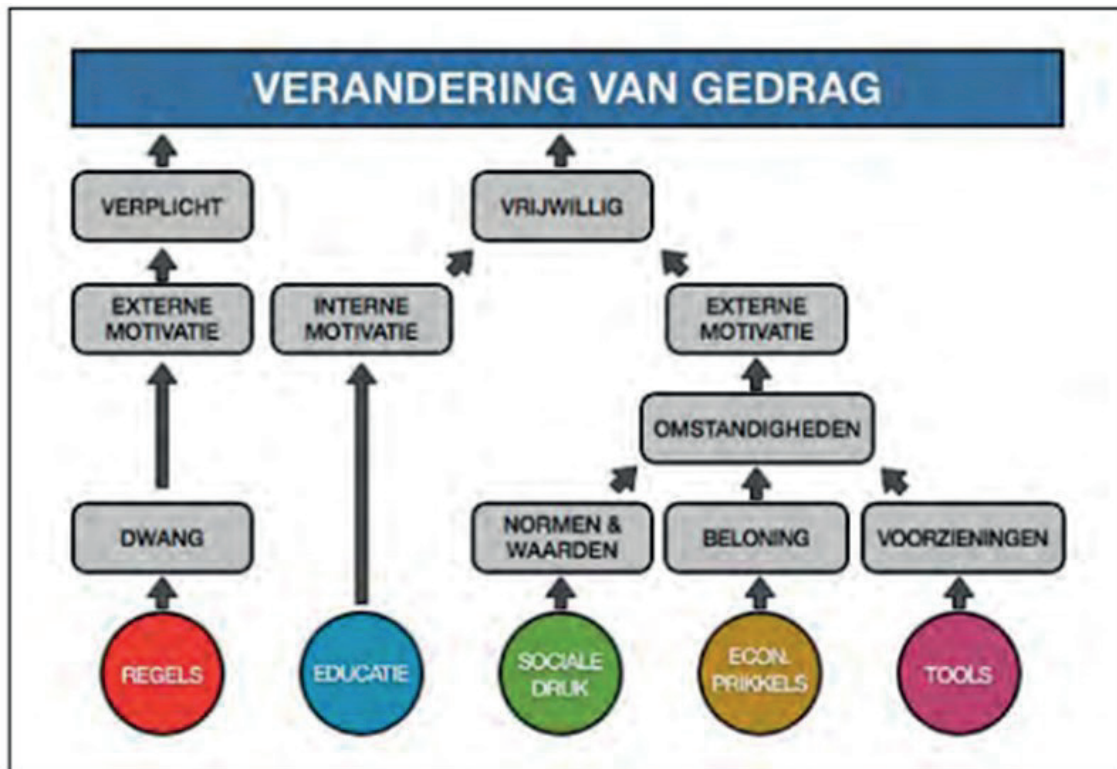 VERANDERING VAN GEDRAG
VERPLICHT
VRIJWILLIG
EXTERNE
MOTIVATIE
INTERNE
MOTIVATIE
EXTERNE
MOTIVATIE
OMSTANDIGHEDEN
DWANG
NORMEN &
WAARDEN
BELONING
VOORZIENINGEN
REGELS
EDUCATIE
SOCIALE
DRUK
ECON.
PRIKKELS
TOOLS